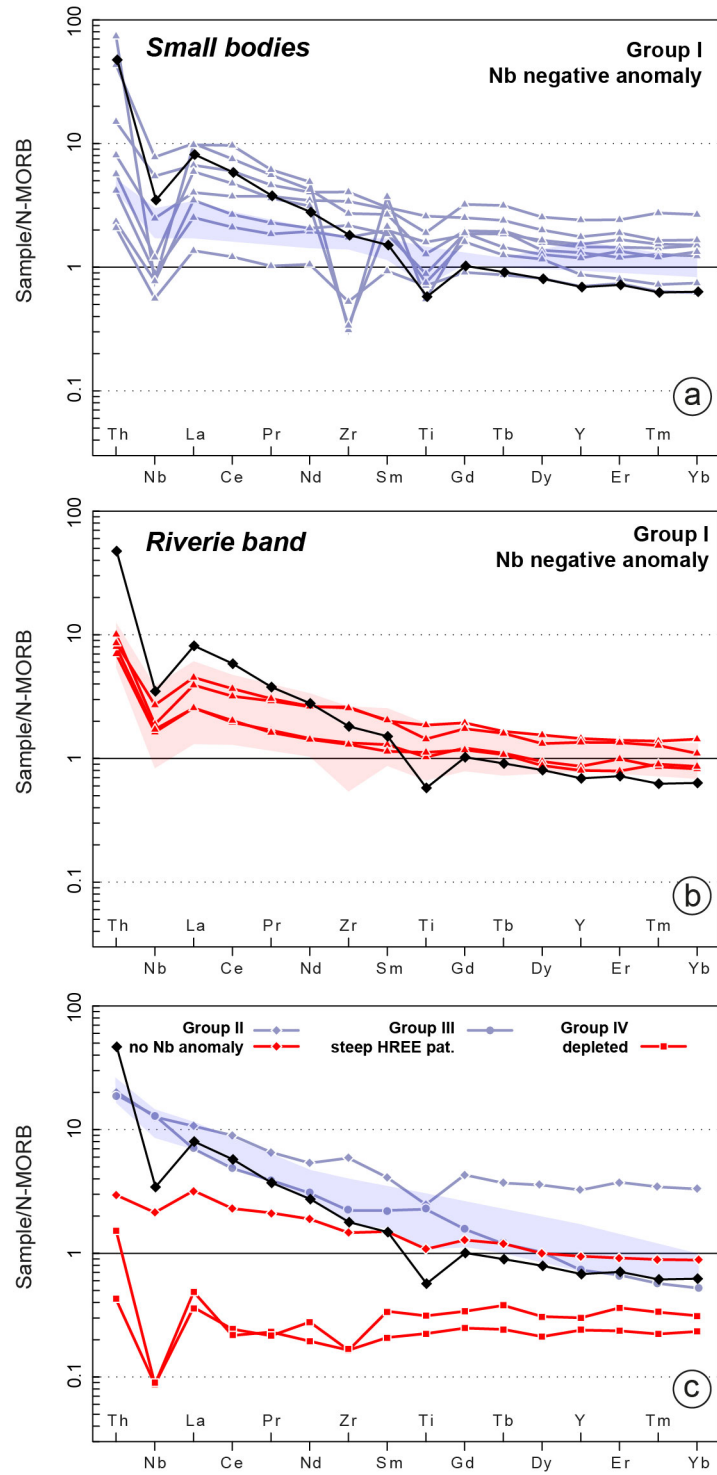 100
Small bodies
Group I
Nb negative anomaly
10
Sample/N-MORB
1
0.1
a
Th La Pr Zr Ti Tb Y Tm
Nb Ce Nd Sm Gd Dy Er Yb
100
Riverie band
Group I
Nb negative anomaly
10
Sample/N-MORB
1
0.1
b
Th La Pr Zr Ti Tb Y Tm
Nb Ce Nd Sm Gd Dy Er Yb
100
Group II Group III Group IV
no Nb anomaly steep HREE pat. depleted
10
Sample/N-MORB
1
0.1
c
Th La Pr Zr Ti Tb Y Tm
Nb Ce Nd Sm Gd Dy Er Yb